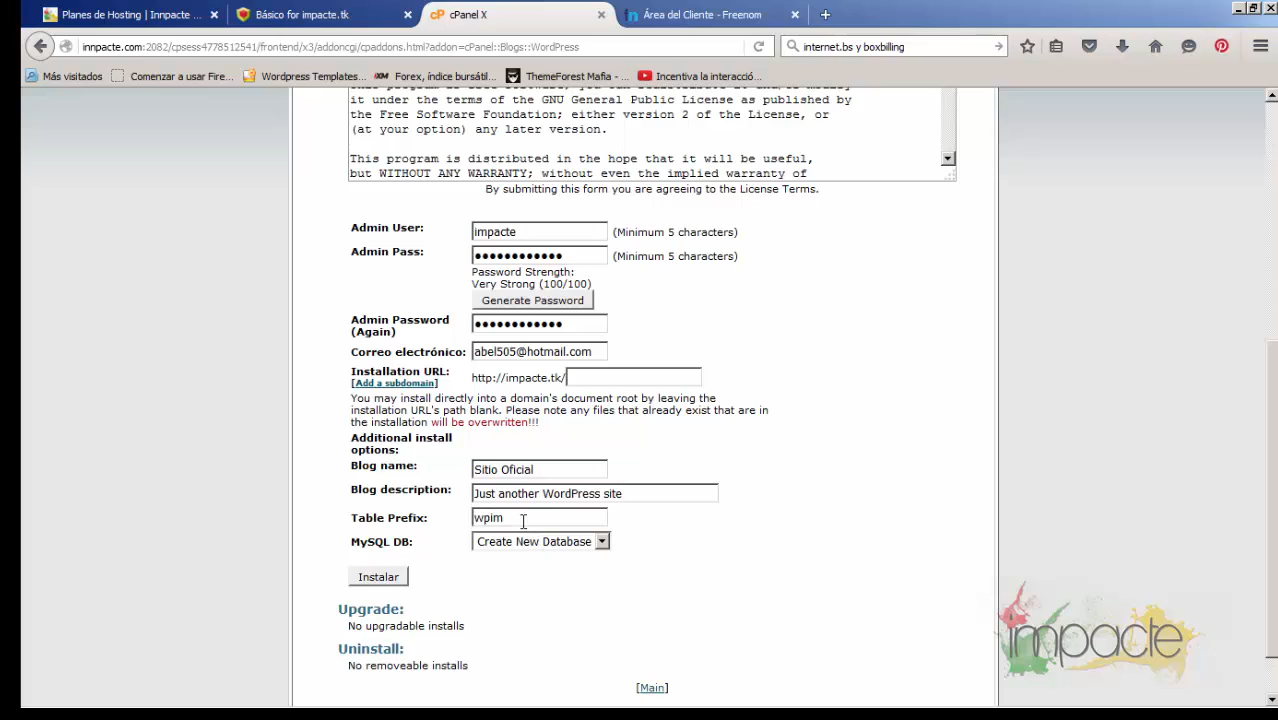 Planes de Hosting | Innpacte ...
Básico for impacte.tk
cP cPanel X
Área del Cliente - Freenom
innpacte.com:2082/cpsess4778512541/frontend/x3/addoncg/cpaddons.html?addon=cPanel::Blogs::WordPress
internet.bs y boxbilling
Más visitados
Comenzar a usar Fire...
Wordpress Templates...
Forex, índice bursátil...
ThemeForest Mafia - ...
Incentiva la interacció...
it under the terms of the GNU General Public License as published by
the Free Software Foundation; either version 2 of the License, or
(at your option) any later version.
This program is distributed in the hope that it will be useful,
but WITHOUT ANY WARRANTY; without even the implied warranty of
By submitting this form you are agreeing to the License Terms.
Admin User: impacte (Minimum 5 characters)
Admin Pass: ●●●●●●●●●●●● (Minimum 5 characters)
Password Strength:
Very Strong (100/100)
Generate Password
Admin Password
(Again) ●●●●●●●●●●●●
Correo electrónico: abel505@hotmail.com
Installation URL:
[Add a subdomain] http://impacte.tk/
You may install directly into a domain's document root by leaving the
installation URL's path blank. Please note any files that already exist that are in
the installation will be overwritten!!!
Additional install
options:
Blog name: Sitio Oficial
Blog description: Just another WordPress site
Table Prefix: wpim
MySQL DB: Create New Database
Instalar
Upgrade:
No upgradable installs
Uninstall:
No removeable installs
[Main]
impacte